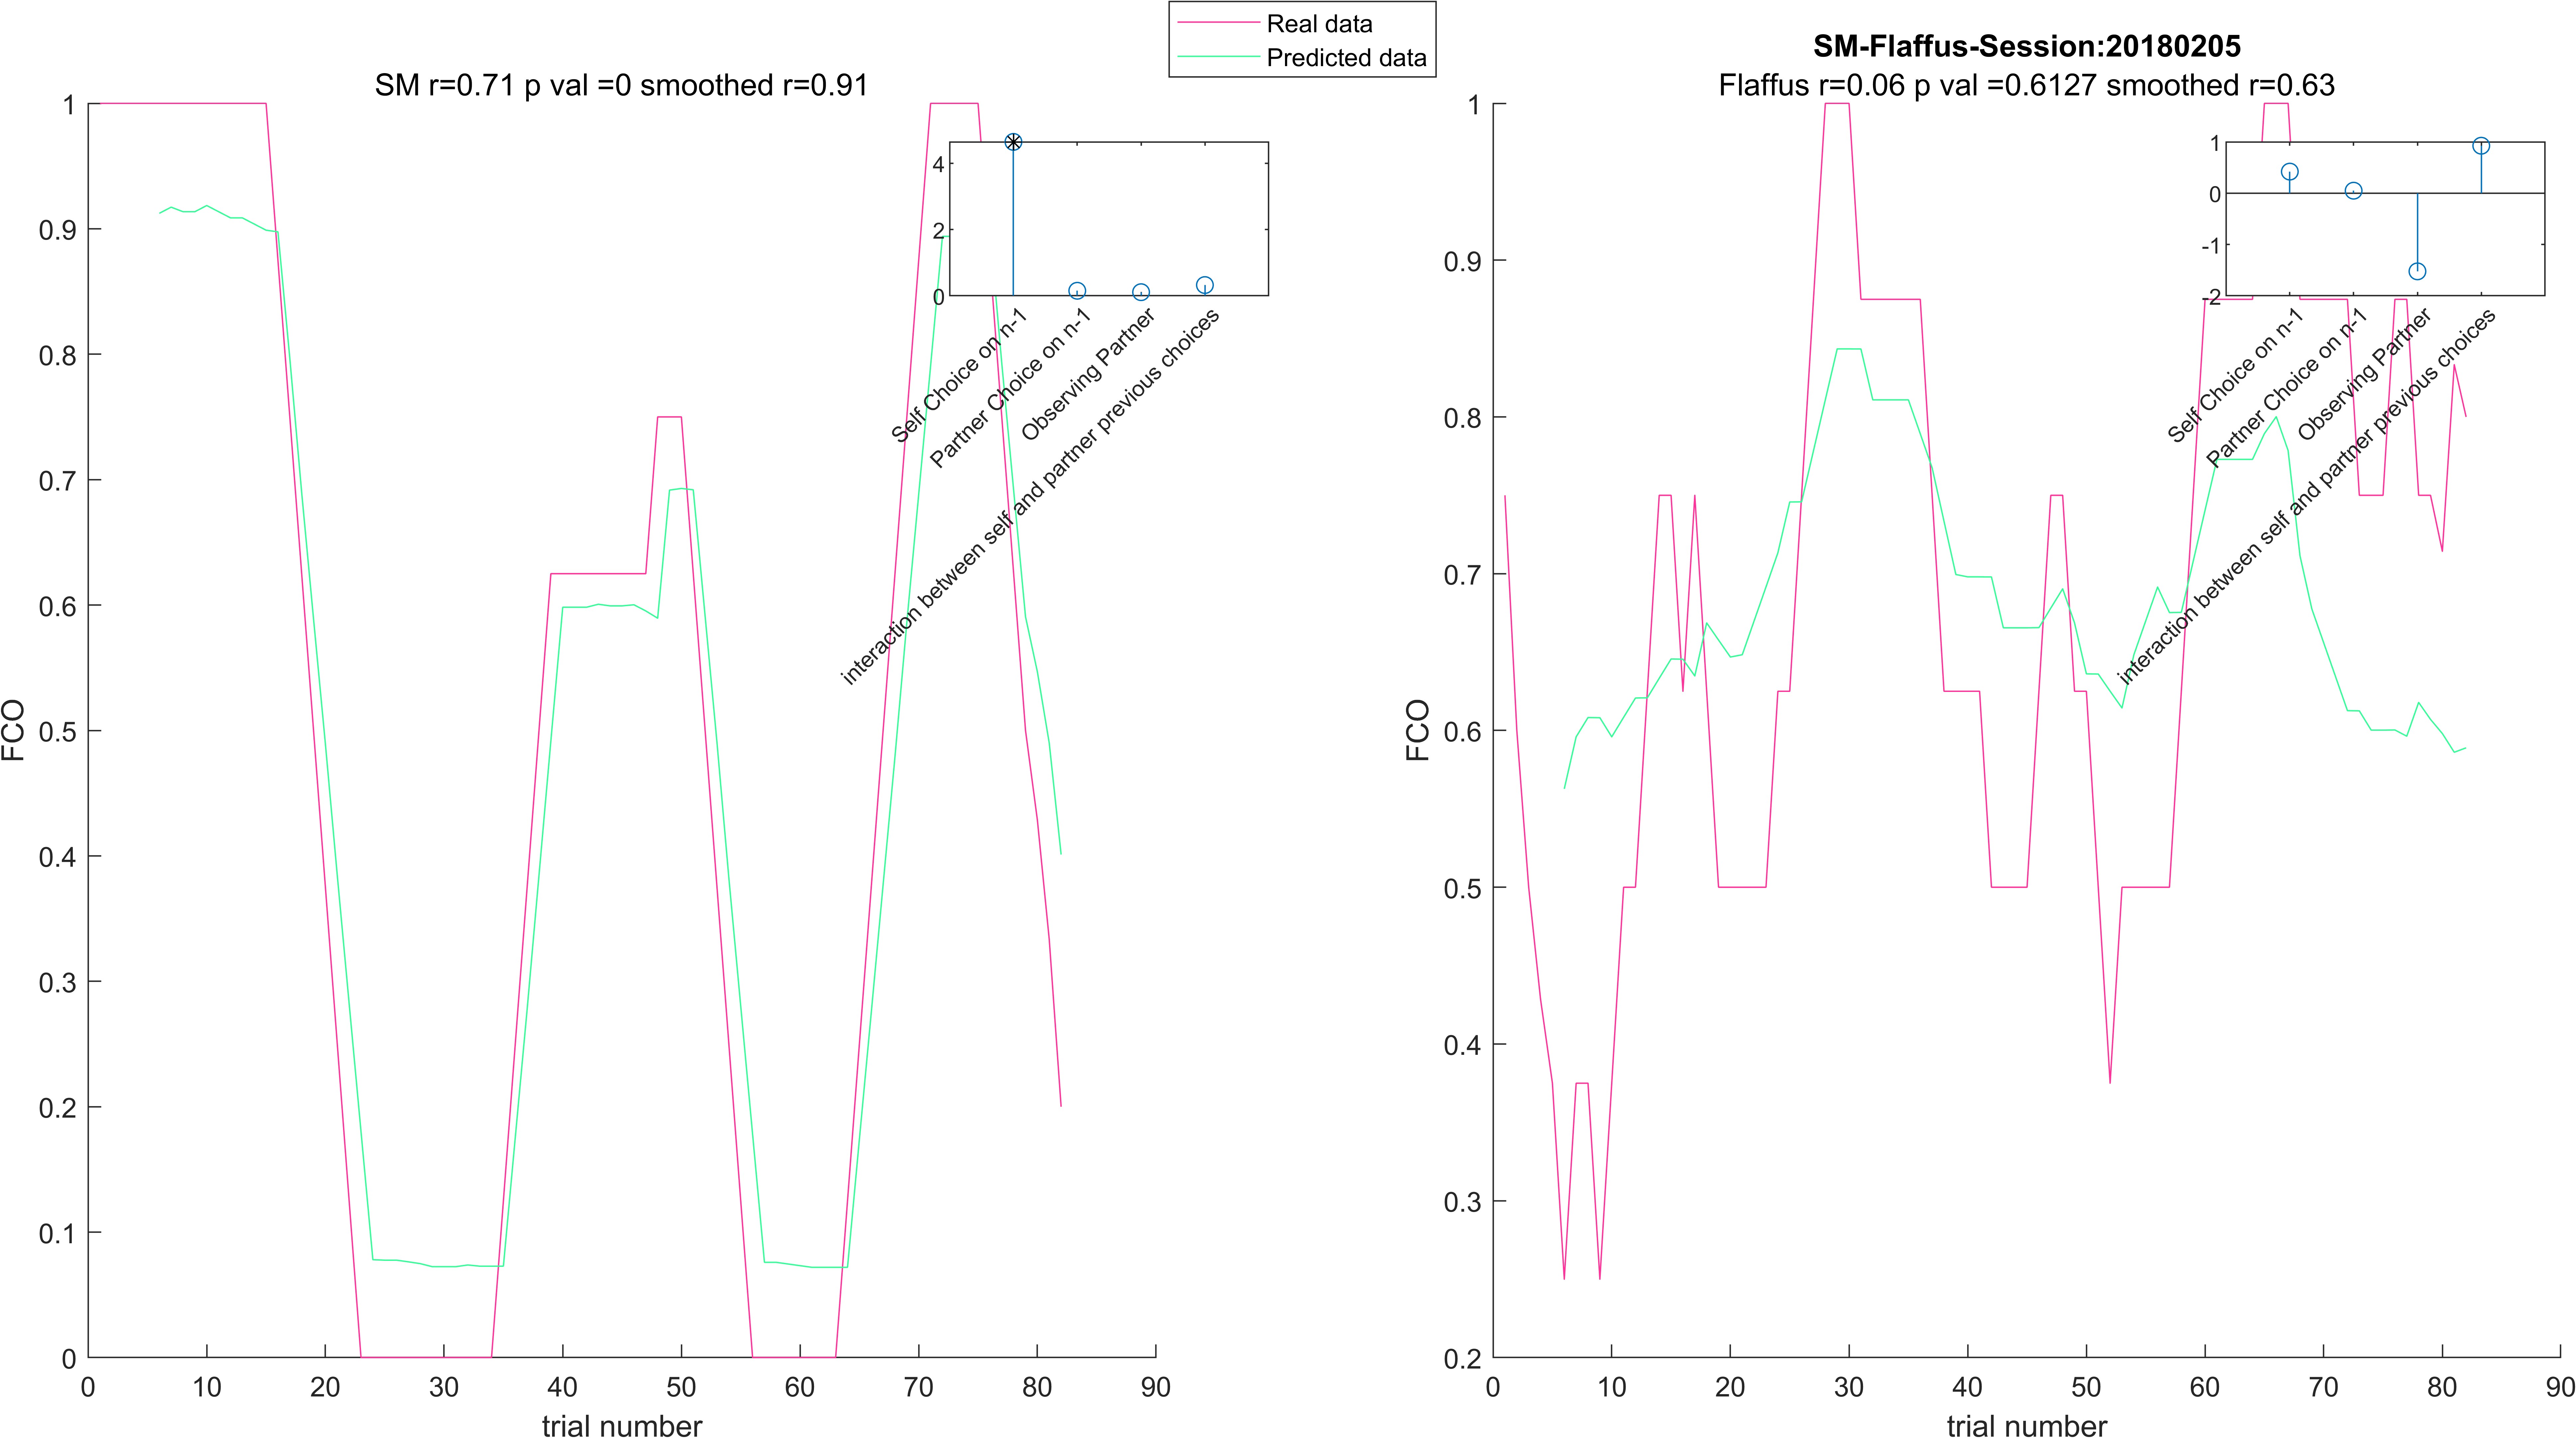 Real data
Predicted data
SM r=0.71 p val =0 smoothed r=0.91
1
0.9
0.8
0.7
0.6
0.5
0.4
0.3
0.2
0.1
0
FCO
0 10 20 30 40 50 60 70 80 90
trial number
4
2
0
Self Choice on n-1
Partner Choice on n-1
Observing Partner
interaction between self and partner previous choices
SM-Flaffus-Session:20180205
Flaffus r=0.06 p val =0.6127 smoothed r=0.63
1
0.9
0.8
0.7
0.6
0.5
0.4
0.3
0.2
FCO
0 10 20 30 40 50 60 70 80 90
trial number
1
0
-1
-2
Self Choice on n-1
Partner Choice on n-1
Observing Partner
interaction between self and partner previous choices